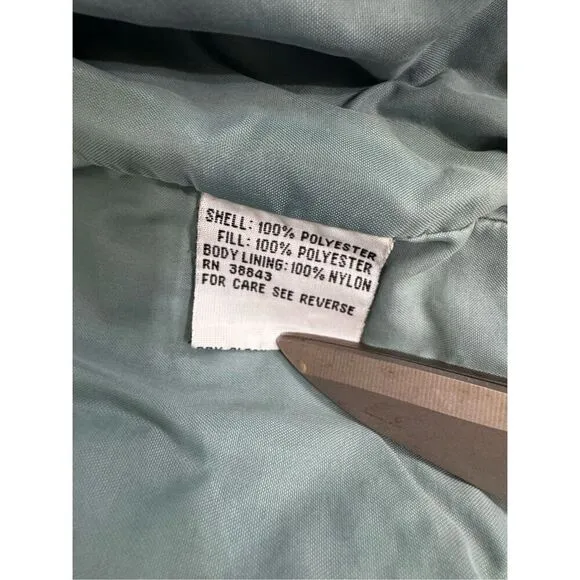 SHELL: 100% POLYESTER
FILL: 100% POLYESTER
BODY LINING: 100% NYLON
RN 38843
FOR CARE SEE REVERSE